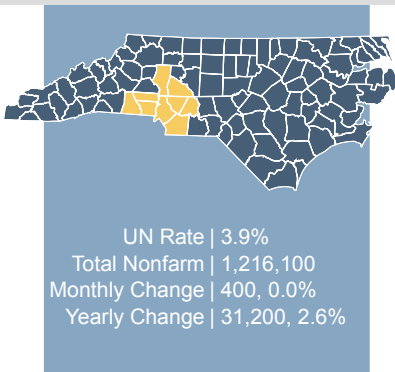 UN Rate | 3.9%
Total Nonfarm | 1,216,100
Monthly Change | 400, 0.0%
Yearly Change | 31,200, 2.6%